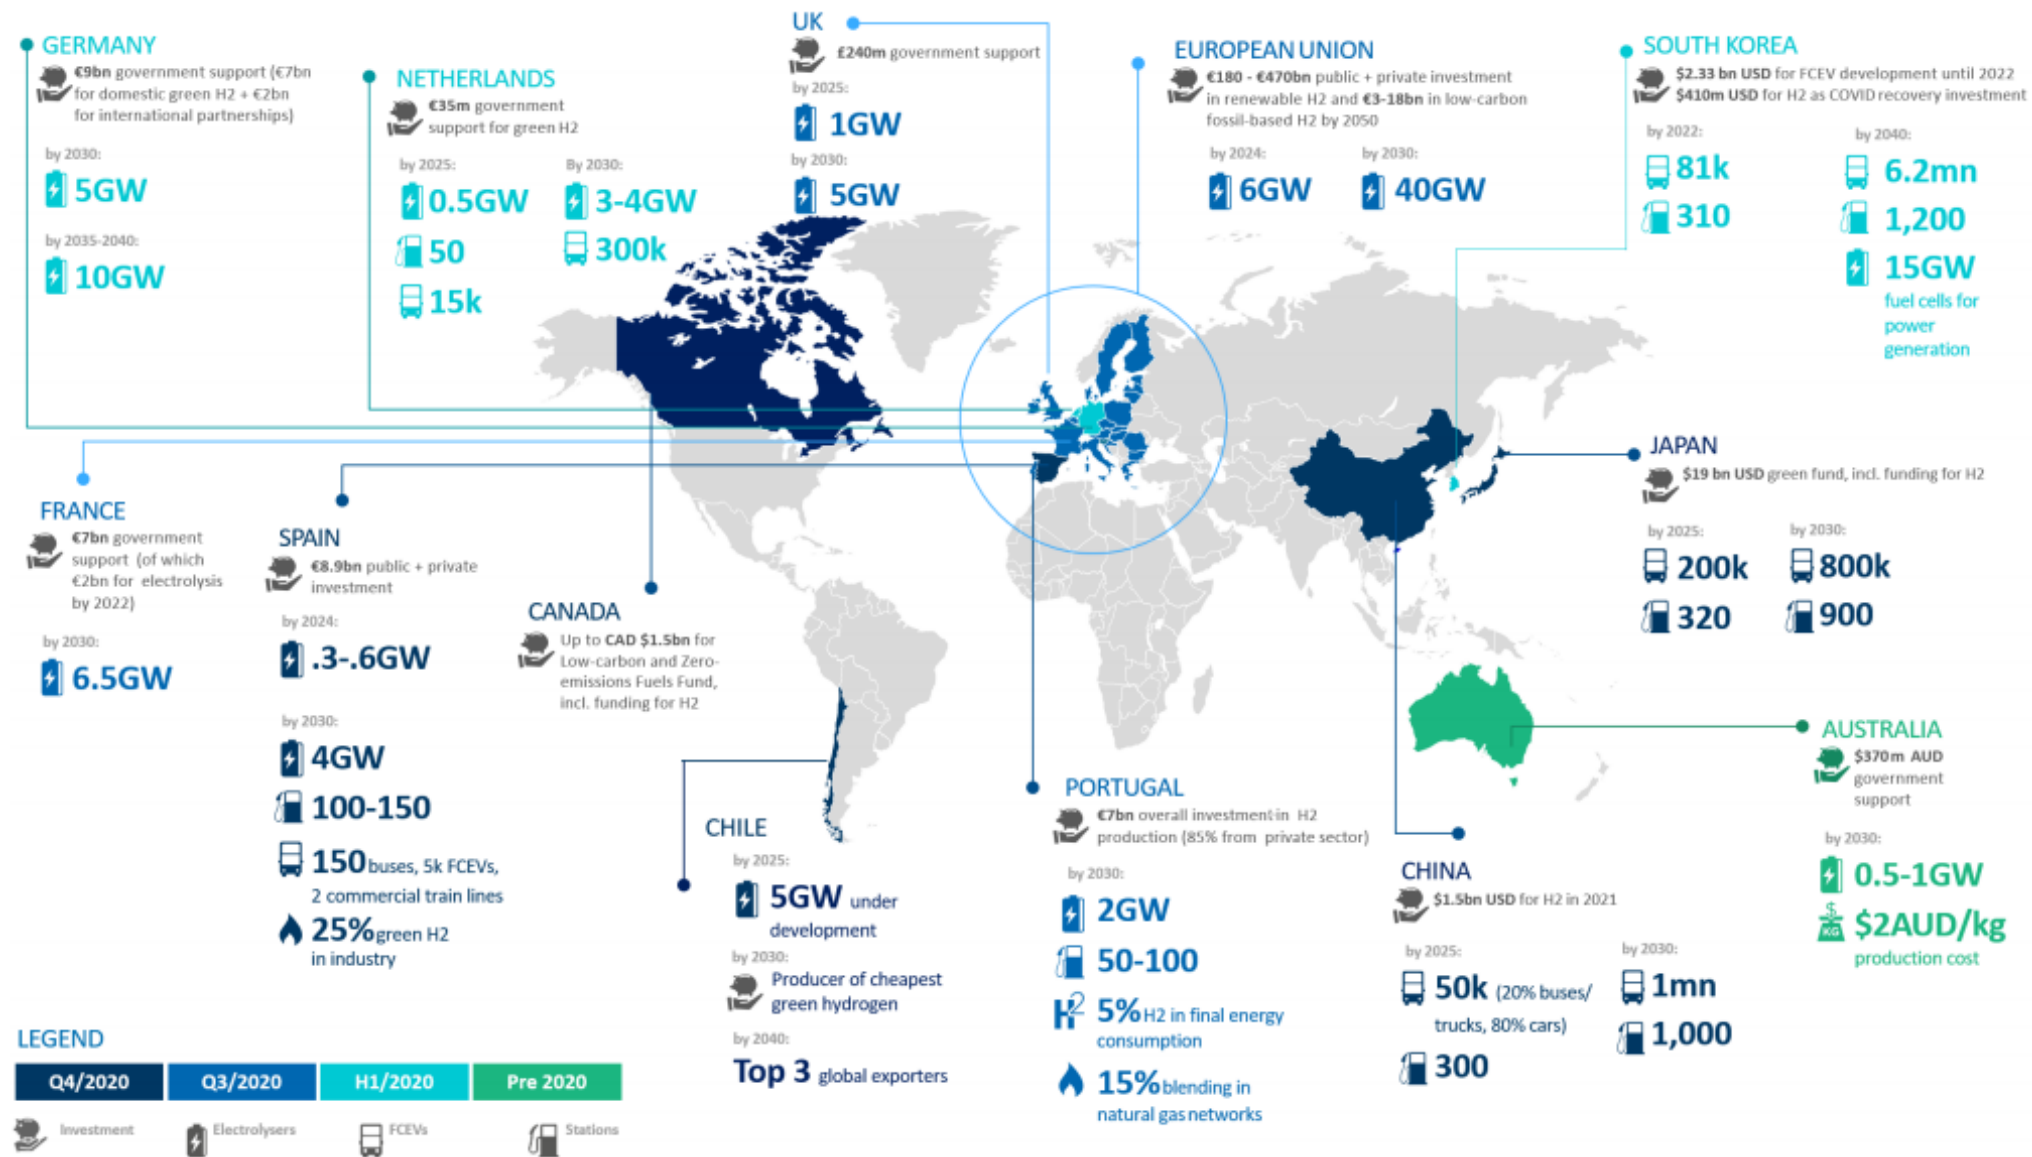 GERMANY
€9bn government support (€7bn
for domestic green H2 + €2bn
for international partnerships)
by 2030:
5GW
by 2035-2040:
10GW
NETHERLANDS
€35m government
support for green H2
by 2025:
0.5GW
50
15k
By 2030:
3-4GW
300k
UK
£240m government support
by 2025:
1GW
by 2030:
5GW
EUROPEAN UNION
€180 - €470bn public + private investment
in renewable H2 and €3-18bn in low-carbon
fossil-based H2 by 2050
by 2024:
6GW
by 2030:
40GW
SOUTH KOREA
$2.33 bn USD for FCEV development until 2022
$410m USD for H2 as COVID recovery investment
by 2022:
81k
310
by 2040:
6.2mn
1,200
15GW
fuel cells for
power
generation
FRANCE
€7bn government
support (of which
€2bn for electrolysis
by 2022)
by 2030:
6.5GW
SPAIN
€8.9bn public + private
investment
by 2024:
.3-.6GW
by 2030:
4GW
100-150
150 buses, 5k FCEVs,
2 commercial train lines
25% green H2
in industry
CANADA
Up to CAD $1.5bn for
Low-carbon and Zero-
emissions Fuels Fund,
incl. funding for H2
CHILE
by 2025:
5GW under
development
by 2030:
Producer of cheapest
green hydrogen
by 2040:
Top 3 global exporters
PORTUGAL
€7bn overall investment in H2
production (85% from private sector)
by 2030:
2GW
50-100
H2 5% H2 in final energy
consumption
15% blending in
natural gas networks
JAPAN
$19 bn USD green fund, incl. funding for H2
by 2025:
200k
320
by 2030:
800k
900
CHINA
$1.5bn USD for H2 in 2021
by 2025:
50k (20% buses/
trucks, 80% cars)
300
by 2030:
1mn
1,000
AUSTRALIA
$370m AUD
government
support
by 2030:
0.5-1GW
$
KG
$2AUD/kg
production cost
LEGEND
Q4/2020
Q3/2020
H1/2020
Pre 2020
Investment
Electrolysers
FCEVs
Stations